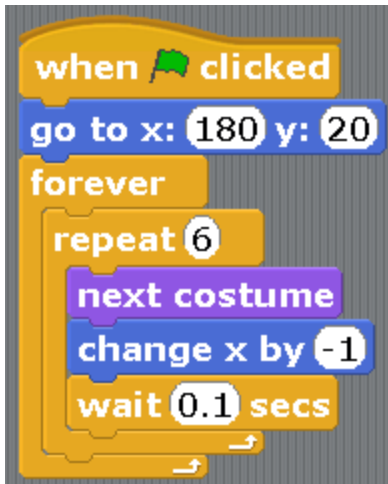 when clicked
go to x: 180 y: 20
forever
repeat 6
next costume
change x by -1
wait 0.1 secs